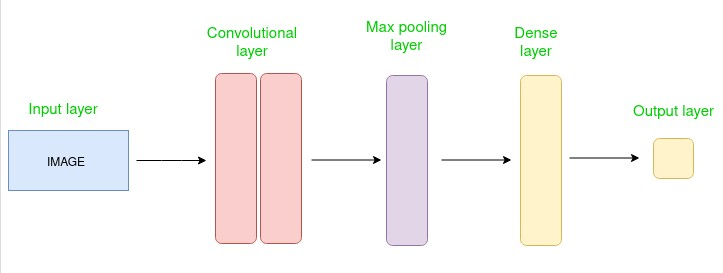 Input layer
IMAGE
Convolutional
layer
Max pooling
layer
Dense
layer
Output layer